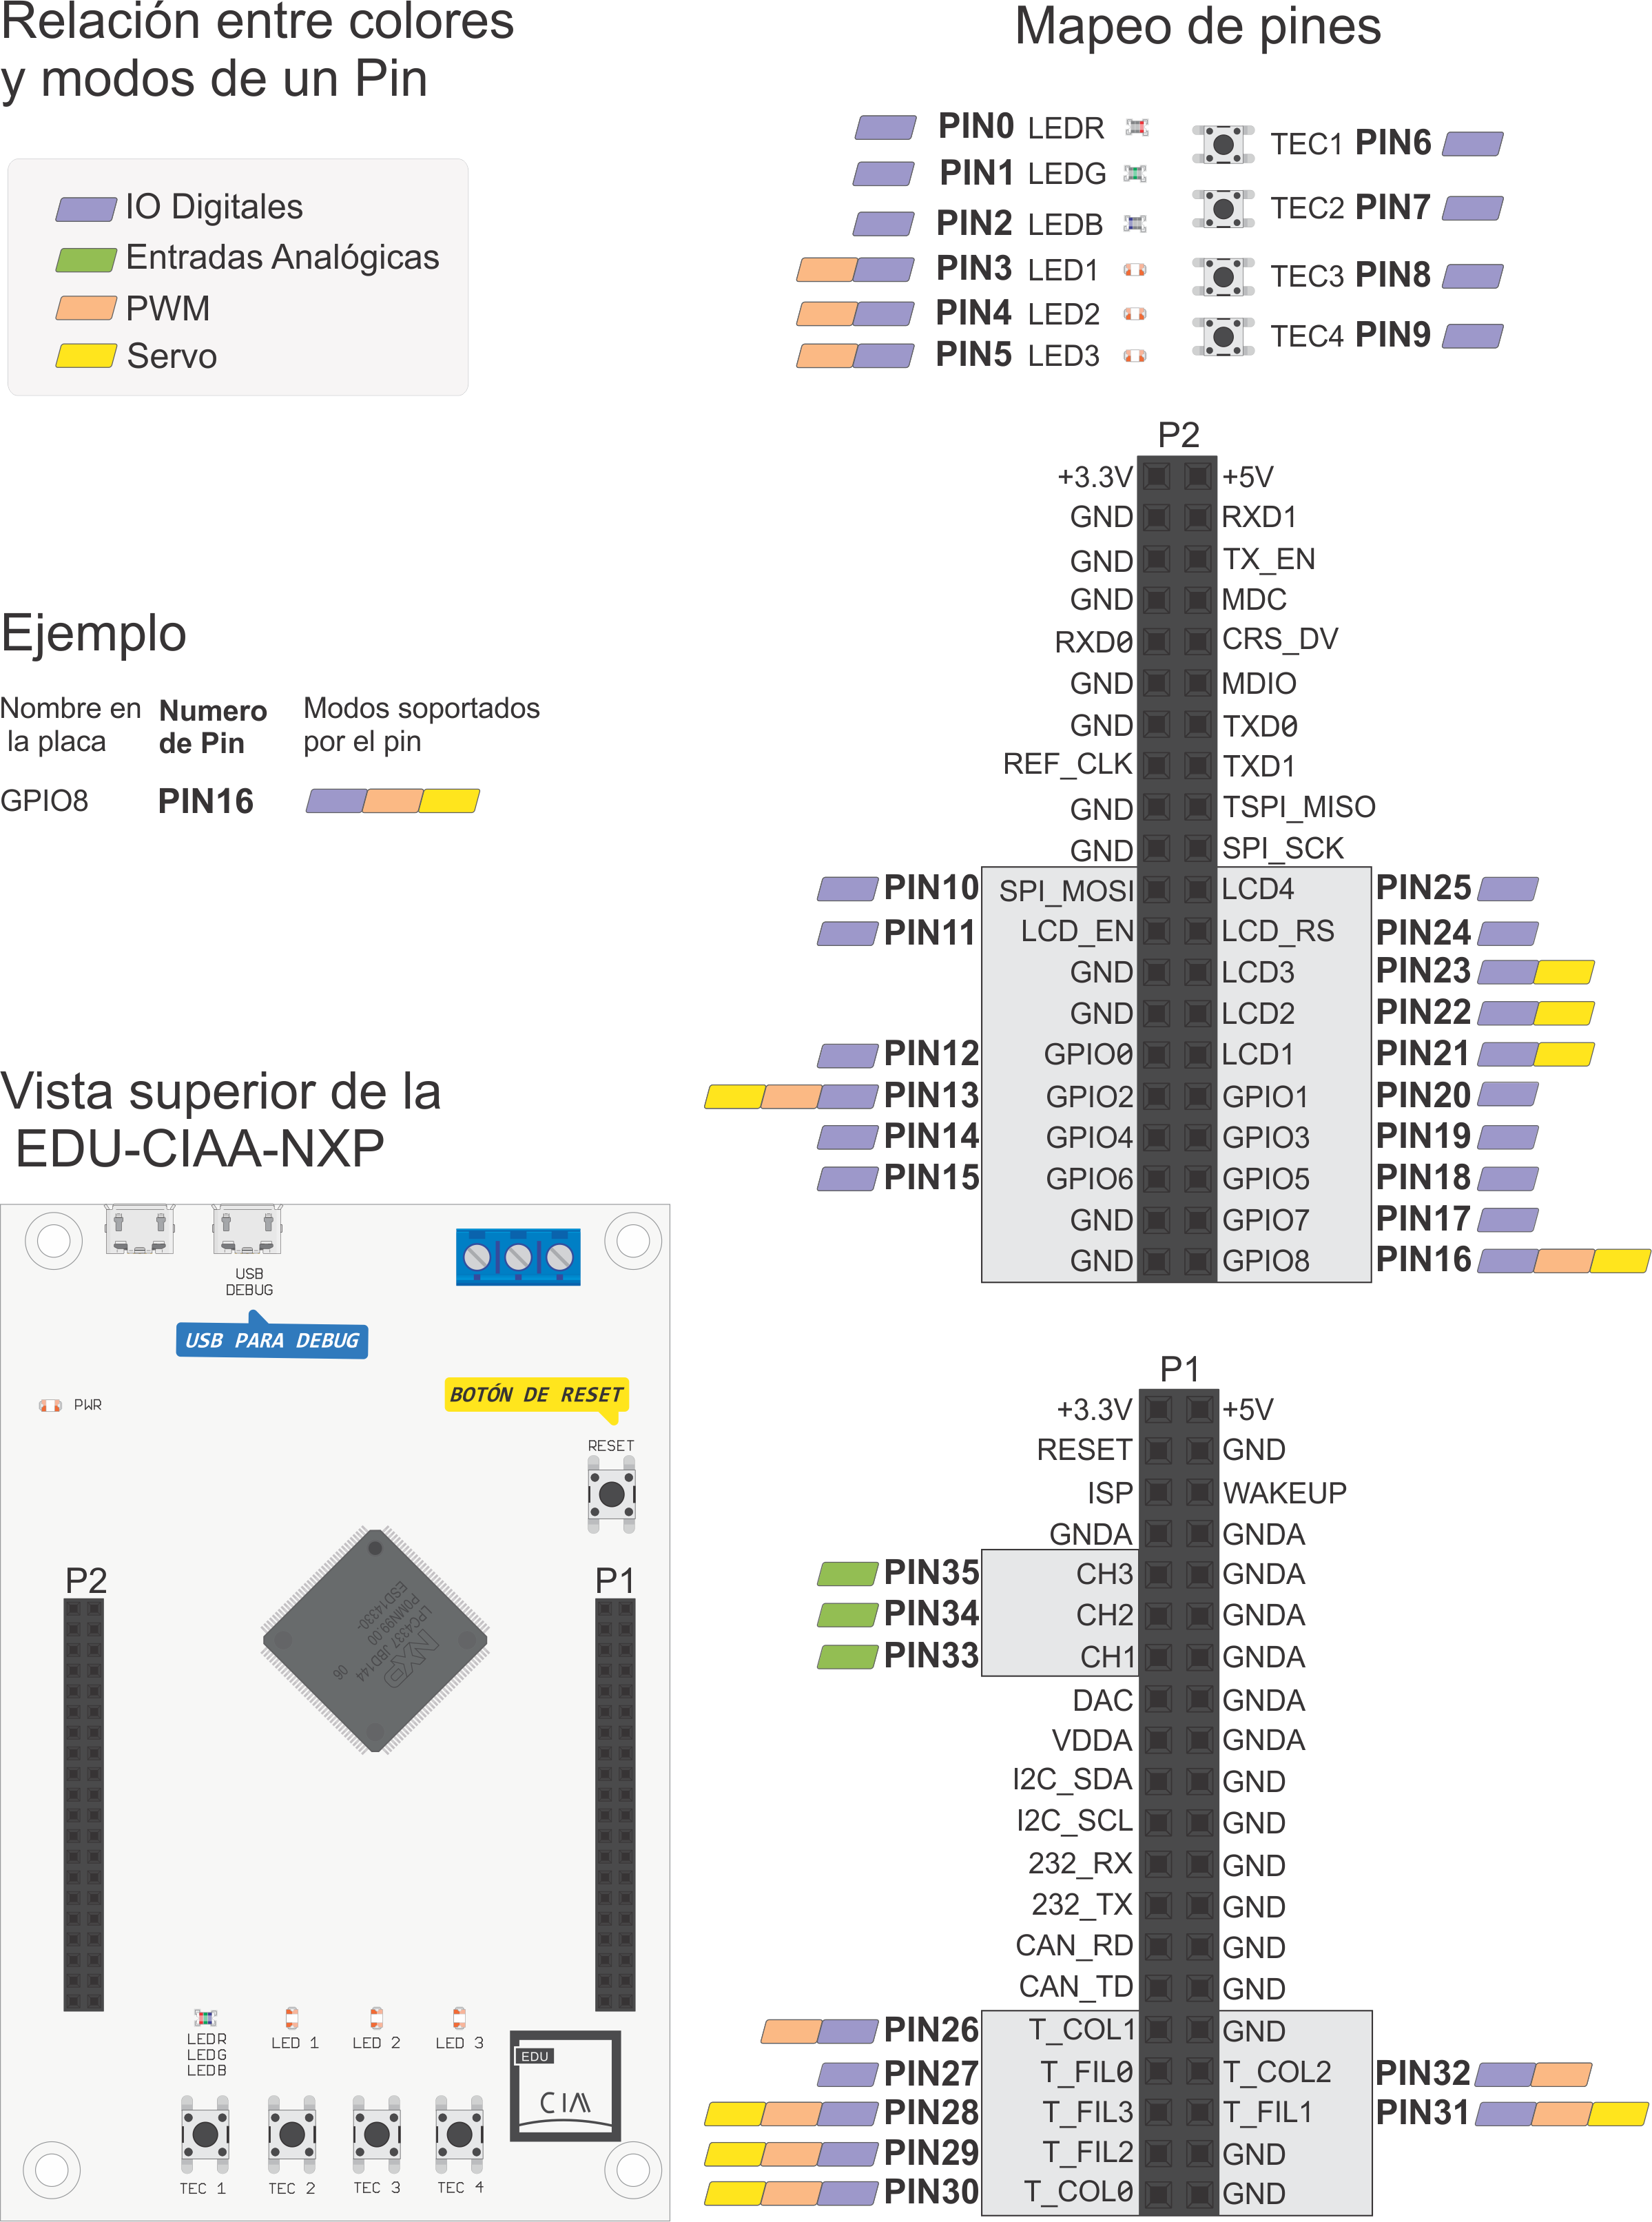 Relación entre colores
y modos de un Pin
IO Digitales
Entradas Analógicas
PWM
Servo
Ejemplo
Nombre en la placa
Numero de Pin
Modos soportados por el pin
GPIO8 PIN16
Vista superior de la
EDU-CIAA-NXP
USB
DEBUG
USB PARA DEBUG
BOTÓN DE RESET
PWR
RESET
P2
P1
ESD14330-
P0MN99.00
LPC4337 JBD144
NXP
06
LEDR
LEDG
LEDB
LED 1
LED 2
LED 3
EDU
CIAA
TEC 1
TEC 2
TEC 3
TEC 4
Mapeo de pines
PIN0 LEDR
PIN1 LEDG
PIN2 LEDB
PIN3 LED1
PIN4 LED2
PIN5 LED3
TEC1 PIN6
TEC2 PIN7
TEC3 PIN8
TEC4 PIN9
P2
+3.3V +5V
GND RXD1
GND TX_EN
GND MDC
RXD0 CRS_DV
GND MDIO
GND TXD0
REF_CLK TXD1
GND TSPI_MISO
GND SPI_SCK
PIN10 SPI_MOSI LCD4 PIN25
PIN11 LCD_EN LCD_RS PIN24
GND LCD3 PIN23
GND LCD2 PIN22
PIN12 GPIO0 LCD1 PIN21
PIN13 GPIO2 GPIO1 PIN20
PIN14 GPIO4 GPIO3 PIN19
PIN15 GPIO6 GPIO5 PIN18
GND GPIO7 PIN17
GND GPIO8 PIN16
P1
+3.3V +5V
RESET GND
ISP WAKEUP
GNDA GNDA
PIN35 CH3 GNDA
PIN34 CH2 GNDA
PIN33 CH1 GNDA
DAC GNDA
VDDA GNDA
I2C_SDA GND
I2C_SCL GND
232_RX GND
232_TX GND
CAN_RD GND
CAN_TD GND
PIN26 T_COL1 GND
PIN27 T_FIL0 T_COL2 PIN32
PIN28 T_FIL3 T_FIL1 PIN31
PIN29 T_FIL2 GND
PIN30 T_COL0 GND